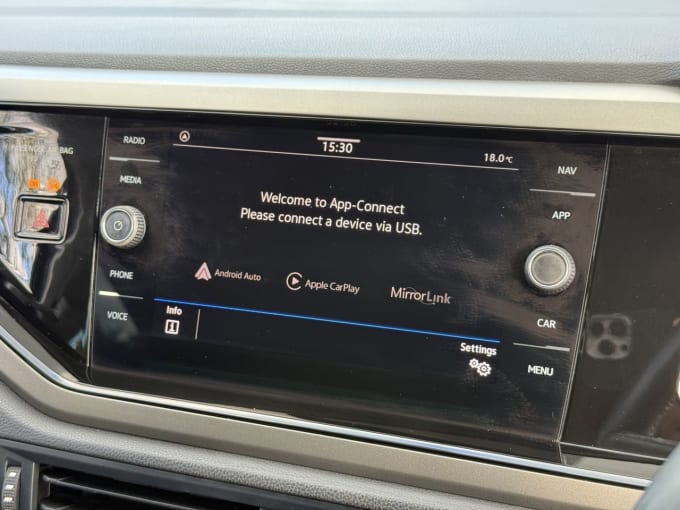 RADIO
MEDIA
PHONE
VOICE
15:30
18.0°C
Welcome to App-Connect
Please connect a device via USB.
Android Auto
Apple CarPlay
MirrorLink
Info
Settings
NAV
APP
CAR
MENU